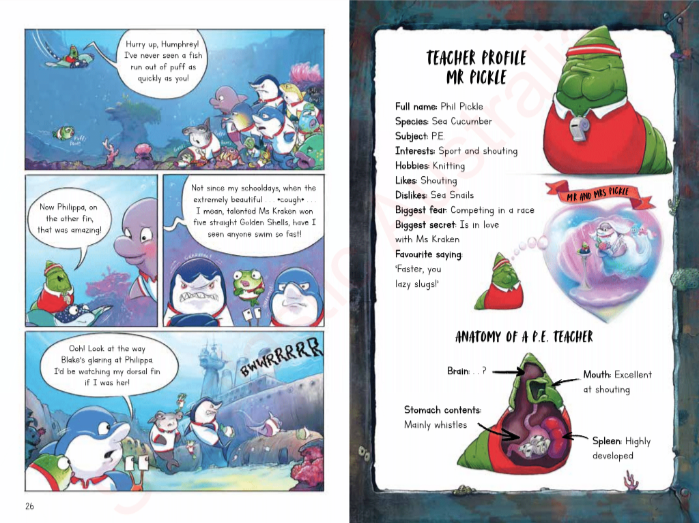 Hurry up, Humphrey!
I've never seen a fish
run out of puff as
quickly as you!
Now Philippa, on
the other fin,
that was amazing!
Not since my schooldays, when the
extremely beautiful . . . *cough* . . .
I mean, talented Ms Kraken won
five straight Golden Shells, have I
seen anyone swim so fast!
Ooh! Look at the way
Blake's glaring at Philippa.
I'd be watching my dorsal fin
if I was her!
BWWRRRRR
26
TEACHER PROFILE
MR PICKLE
Full name: Phil Pickle
Species: Sea Cucumber
Subject: P.E.
Interests: Sport and shouting
Hobbies: Knitting
Likes: Shouting
Dislikes: Sea Snails
Biggest fear: Competing in a race
Biggest secret: Is in love
with Ms Kraken
Favourite saying:
'Faster, you
lazy slugs!'
MR AND MRS PICKLE
ANATOMY OF A P.E. TEACHER
Brain: . . ?
Mouth: Excellent
at shouting
Stomach contents:
Mainly whistles
Spleen: Highly
developed